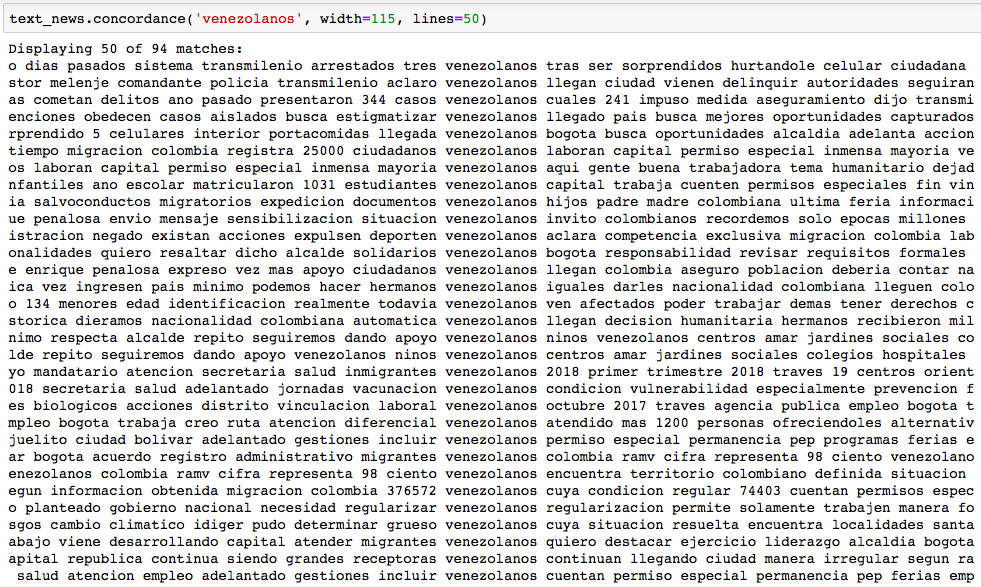 text_news.concordance('venezolanos', width=115, lines=50)
Displaying 50 of 94 matches:
o dias pasados sistema transmilenio arrestados tres venezolanos tras ser sorprendidos hurtandole celular ciudadana
stor melenje comandante policia transmilenio aclaro venezolanos llegan ciudad vienen delinquir autoridades seguiran
as cometan delitos ano pasado presentaron 344 casos venezolanos cuales 241 impuso medida aseguramiento dijo transmi
enciones obedecen casos aislados busca estigmatizar venezolanos llegado pais busca mejores oportunidades capturados
rprendido 5 celulares interior portacomidas llegada venezolanos bogota busca oportunidades alcaldia adelanta accion
tiempo migracion colombia registra 25000 ciudadanos venezolanos laboran capital permiso especial inmensa mayoria ve
os laboran capital permiso especial inmensa mayoria venezolanos aqui gente buena trabajadora tema humanitario dejad
nfantiles ano escolar matricularon 1031 estudiantes venezolanos capital trabaja cuenten permisos especiales fin vin
ia salvoconductos migratorios expedicion documentos venezolanos hijos padre madre colombiana ultima feria informaci
ue penalosa envio mensaje sensibilizacion situacion venezolanos invito colombianos recordemos solo epocas millones
istracion negado existan acciones expulsen deporten venezolanos aclara competencia exclusiva migracion colombia lab
onalidades quiero resaltar dicho alcalde solidarios venezolanos bogota responsabilidad revisar requisitos formales
e enrique penalosa expreso vez mas apoyo ciudadanos venezolanos llegan colombia aseguro poblacion deberia contar na
ica vez ingresen pais minimo podemos hacer hermanos venezolanos iguales darles nacionalidad colombiana lleguen colo
o 134 menores edad identificacion realmente todavia venezolanos ven afectados poder trabajar demas tener derechos c
storica dieramos nacionalidad colombiana automatica venezolanos llegan decision humanitaria hermanos recibieron mil
nimo respecta alcalde repito seguiremos dando apoyo venezolanos ninos venezolanos centros amar jardines sociales co
lde repito seguiremos dando apoyo venezolanos ninos venezolanos centros amar jardines sociales colegios hospitales
yo mandatario atencion secretaria salud inmigrantes venezolanos 2018 primer trimestre 2018 traves 19 centros orient
018 secretaria salud adelantado jornadas vacunacion venezolanos condicion vulnerabilidad especialmente prevencion f
es biologicos acciones distrito vinculacion laboral venezolanos octubre 2017 traves agencia publica empleo bogota t
mpleo bogota trabaja creo ruta atencion diferencial venezolanos atendido mas 1200 personas ofreciendoles alternativ
juelito ciudad bolivar adelantado gestiones incluir venezolanos permiso especial permanencia pep programas ferias e
ar bogota acuerdo registro administrativo migrantes venezolanos colombia ramv cifra representa 98 ciento venezolano
enezolanos colombia ramv cifra representa 98 ciento venezolanos encuentra territorio colombiano definida situacion
egun informacion obtenida migracion colombia 376572 venezolanos cuya condicion regular 74403 cuentan permisos espec
o planteado gobierno nacional necesidad regularizar venezolanos regularizacion permite solamente trabajen manera fo
sgos cambio climatico idiger pudo determinar grueso venezolanos cuya situacion resuelta encuentra localidades santa
abajo viene desarrollando capital atender migrantes venezolanos quiero destacar ejercicio liderazgo alcaldia bogota
apital republica continua siendo grandes receptoras venezolanos continuan llegando ciudad manera irregular segun ra
salud atencion empleo adelantado gestiones incluir venezolanos cuentan permiso especial permanencia pep ferias emp